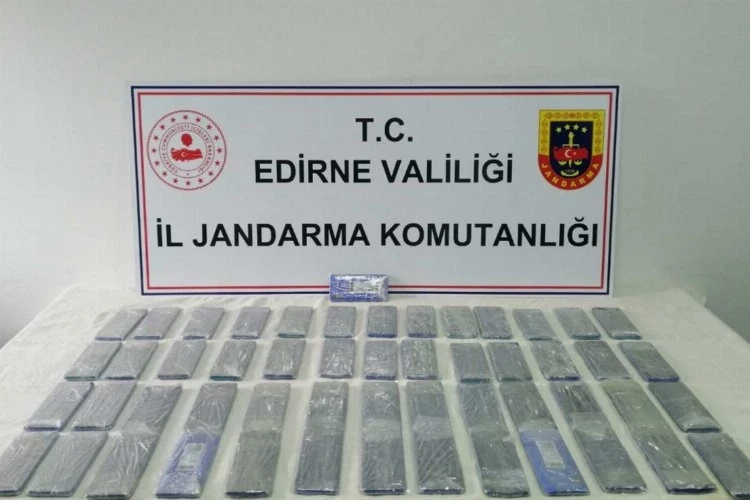 T.C.
EDİRNE VALİLİĞİ
İL JANDARMA KOMUTANLIĞI
JANDARMA